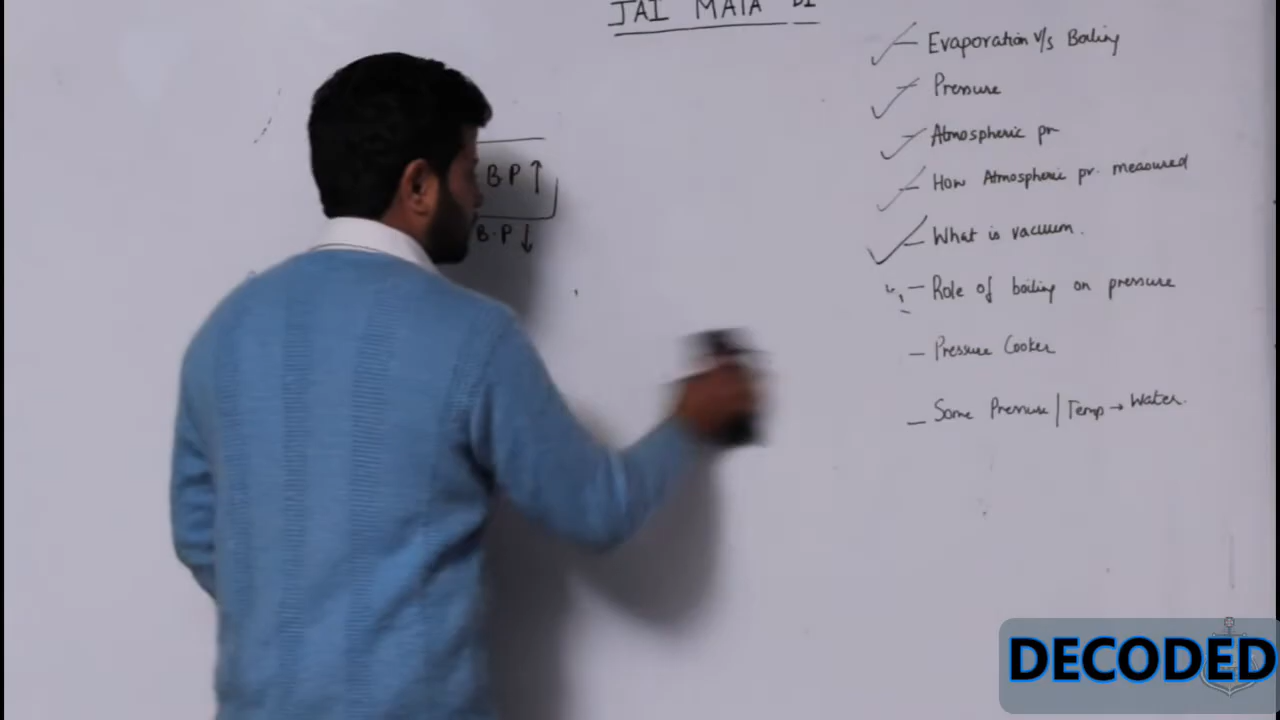 JAI MATA DI
B.P ↑
B.P ↓
Evaporation v/s Boiling
Pressure
Atmospheric pr
How Atmospheric pr. measured
What is vacuum.
Role of boiling on pressure
Pressure Cooker
Some Pressure | Temp → Water.
DECODED